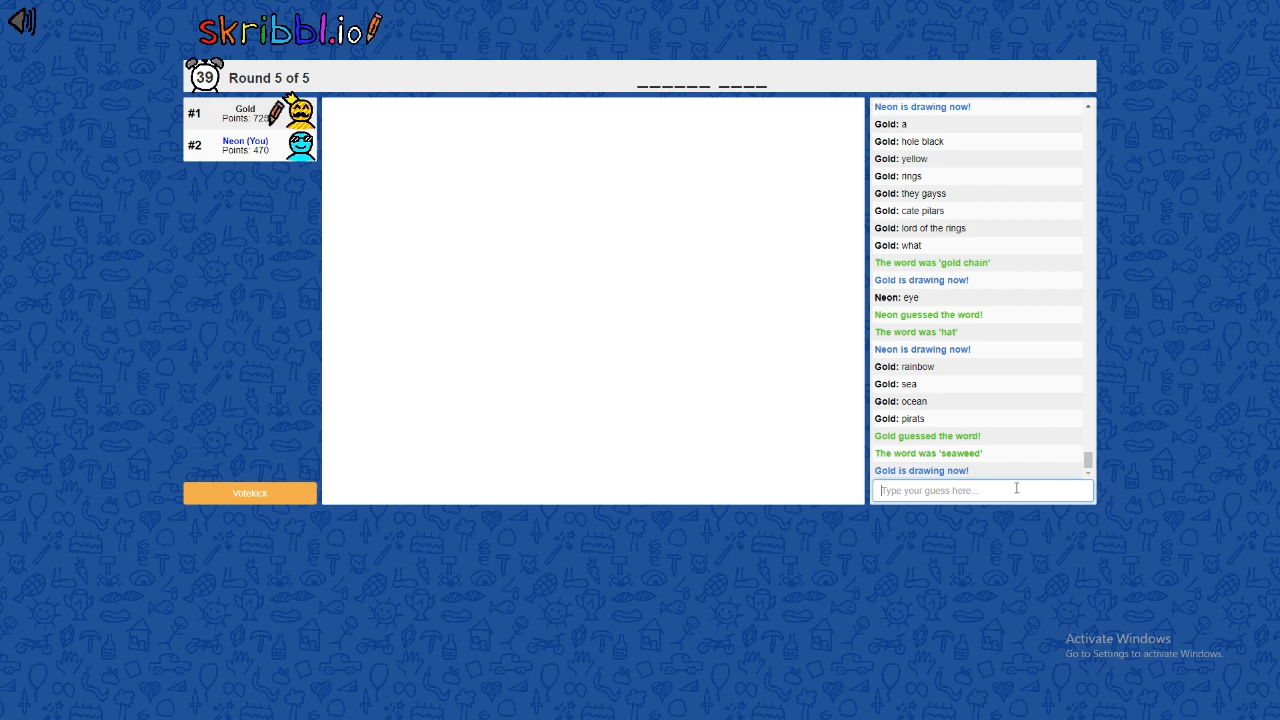 skribbl.io
39 Round 5 of 5 ______ ____
#1 Gold
Points: 725
#2 Neon (You)
Points: 470
Votekick
Neon is drawing now!
Gold: a
Gold: hole black
Gold: yellow
Gold: rings
Gold: they gayss
Gold: cate pilars
Gold: lord of the rings
Gold: what
The word was 'gold chain'
Gold is drawing now!
Neon: eye
Neon guessed the word!
The word was 'hat'
Neon is drawing now!
Gold: rainbow
Gold: sea
Gold: ocean
Gold: pirats
Gold guessed the word!
The word was 'seaweed'
Gold is drawing now!
Type your guess here...
Activate Windows
Go to Settings to activate Windows.